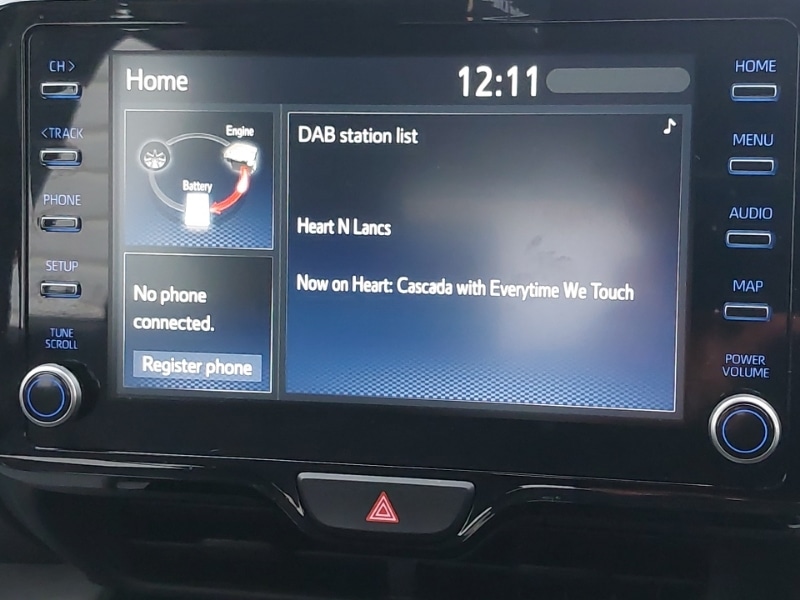 CH>
<TRACK
PHONE
SETUP
TUNE
SCROLL
Home
12:11
Engine
Battery
No phone
connected.
Register phone
DAB station list
Heart N Lancs
Now on Heart: Cascada with Everytime We Touch
HOME
MENU
AUDIO
MAP
POWER
VOLUME